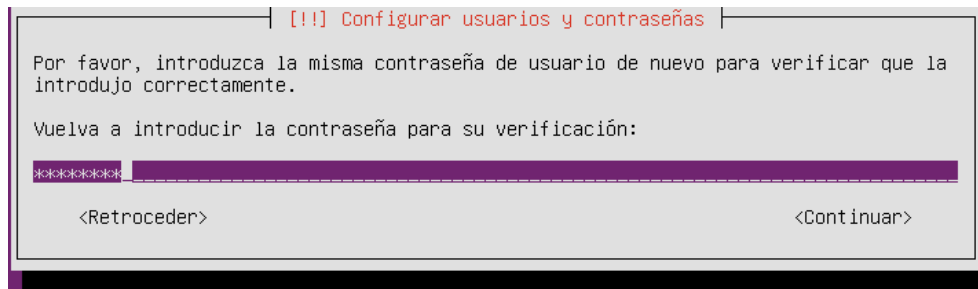 [!!] Configurar usuarios y contraseñas
Por favor, introduzca la misma contraseña de usuario de nuevo para verificar que la
introdujo correctamente.
Vuelva a introducir la contraseña para su verificación:
********
<Retroceder> <Continuar>